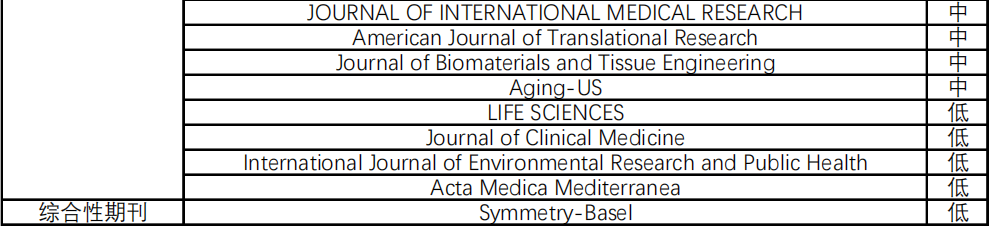 JOURNAL OF INTERNATIONAL MEDICAL RESEARCH 中
American Journal of Translational Research 中
Journal of Biomaterials and Tissue Engineering 中
Aging-US 中
LIFE SCIENCES 低
Journal of Clinical Medicine 低
International Journal of Environmental Research and Public Health 低
Acta Medica Mediterranea 低
综合性期刊 Symmetry-Basel 低